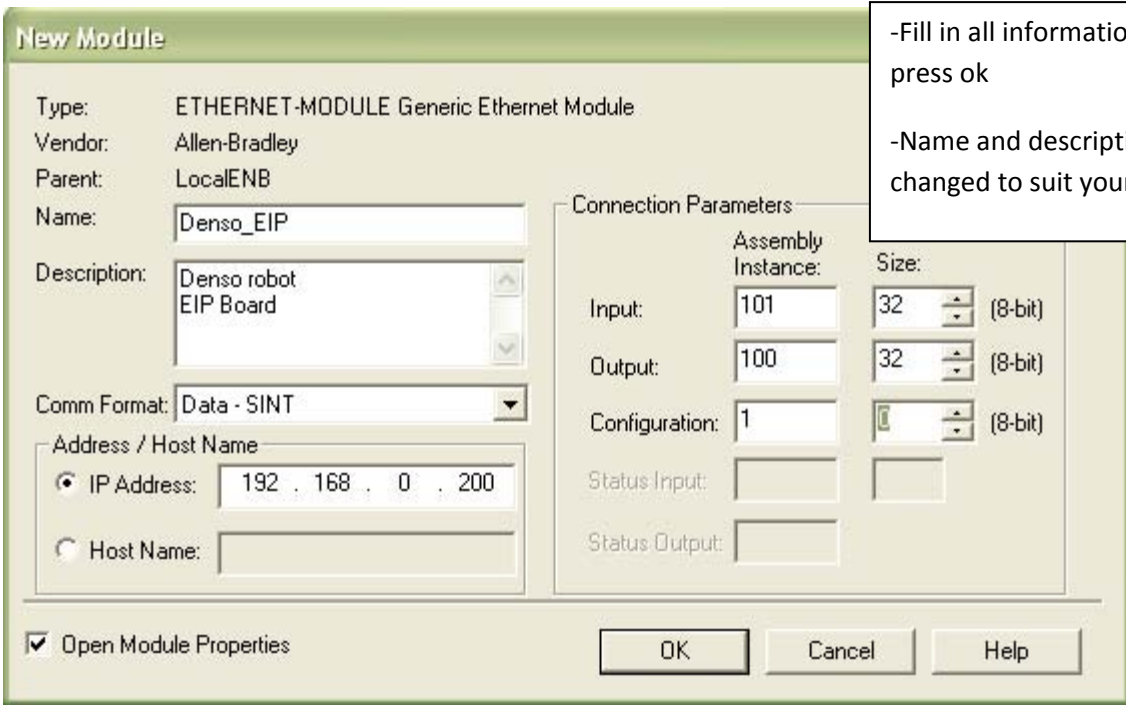 New Module
-Fill in all
press ok
-Name and
changed to suit
Type: ETHERNET-MODULE Generic Ethernet Module
Vendor: Allen-Bradley
Parent: LocalENB
Name: Denso_EIP
Description: Denso robot
EIP Board
Comm Format: Data - SINT
Address / Host Name
IP Address: 192 . 168 . 0 . 200
Host Name:
Connection Parameters
Assembly
Instance: Size:
Input: 101 32 (8-bit)
Output: 100 32 (8-bit)
Configuration: 1 0 (8-bit)
Status Input:
Status Output:
Open Module Properties
OK Cancel Help